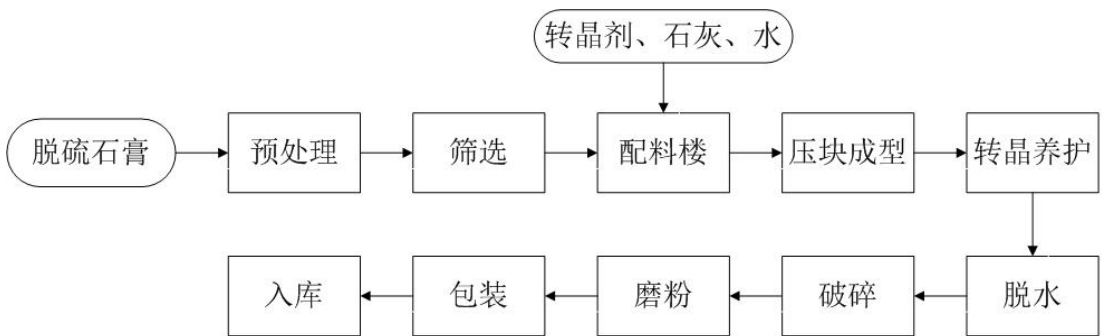 转晶剂、石灰、水
脱硫石膏
预处理
筛选
配料楼
压块成型
转晶养护
脱水
破碎
磨粉
包装
入库